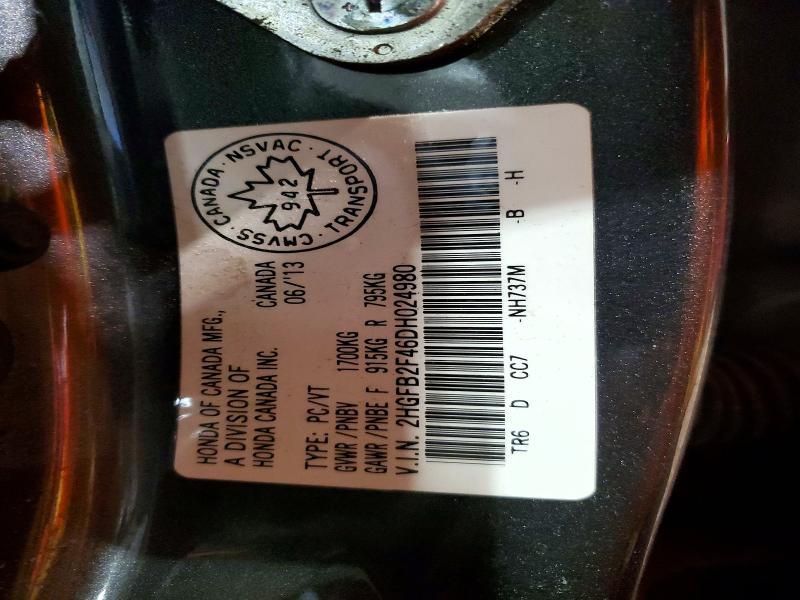 HONDA OF CANADA MFG.,
A DIVISION OF
HONDA CANADA INC.
CANADA
06/'13
CMVSS · CANADA · NSVAC · TRANSPORT
942
TYPE: PC/VT
GVWR/PNBV 1700KG
GAWR/PNBE F 915KG R 795KG
V.I.N. 2HGFB2F46DH024980
TR6 D CC7 -NH737M -B -H